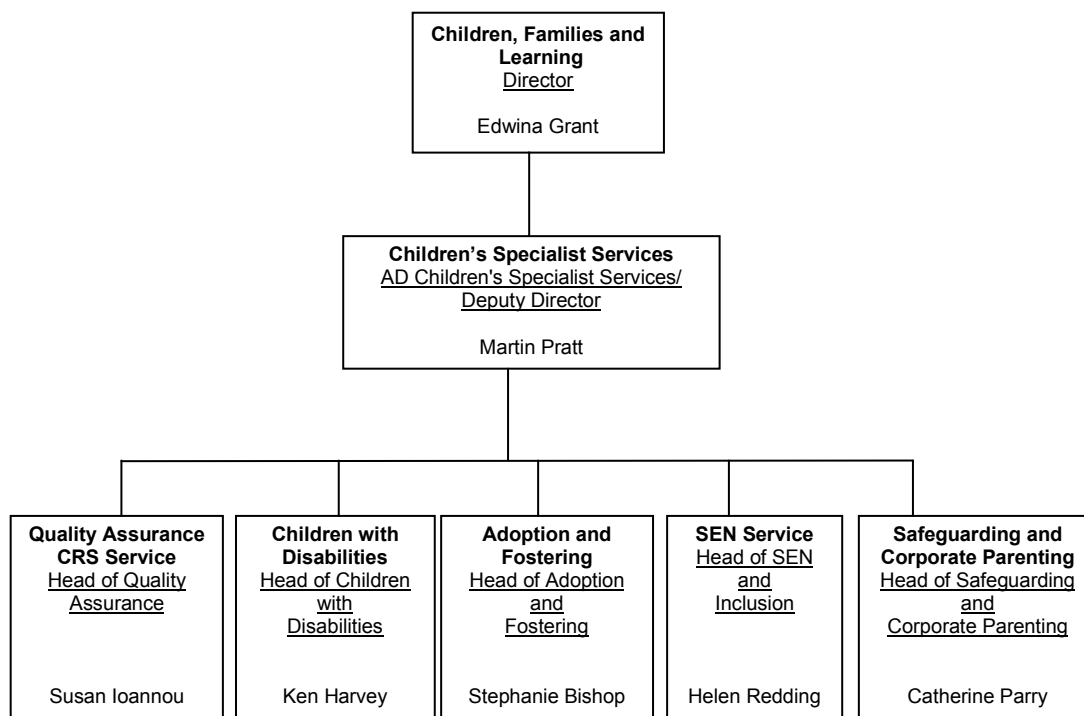 Children, Families and
Learning
Director
Edwina Grant
Children’s Specialist Services
AD Children's Specialist Services/
Deputy Director
Martin Pratt
Quality Assurance
CRS Service
Head of Quality
Assurance
Susan Ioannou
Children with
Disabilities
Head of Children
with
Disabilities
Ken Harvey
Adoption and
Fostering
Head of Adoption
and
Fostering
Stephanie Bishop
SEN Service
Head of SEN
and
Inclusion
Helen Redding
Safeguarding and
Corporate Parenting
Head of Safeguarding
and
Corporate Parenting
Catherine Parry